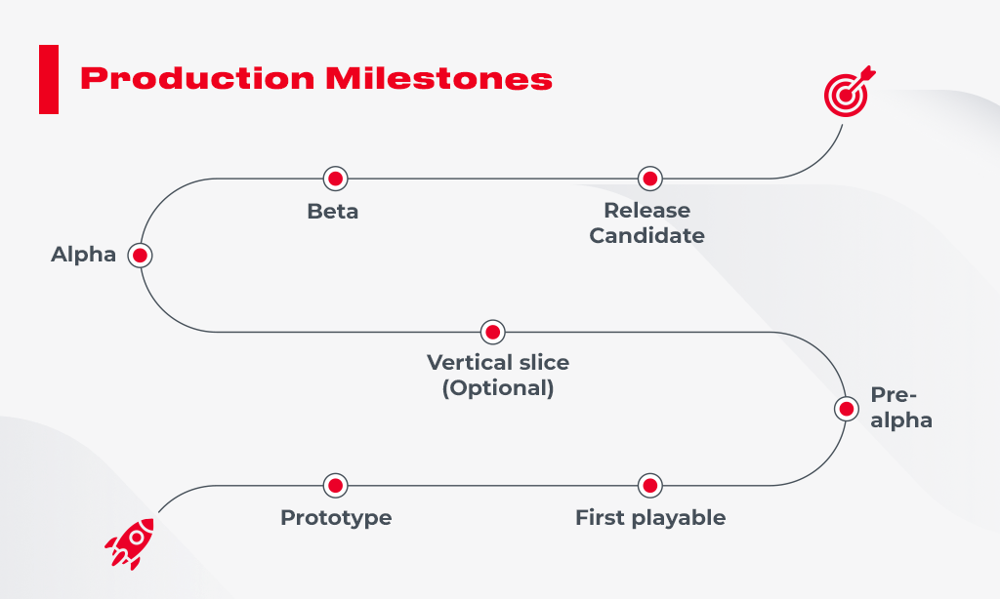 Production Milestones
Beta
Release
Candidate
Alpha
Vertical slice
(Optional)
Pre-
alpha
Prototype
First playable